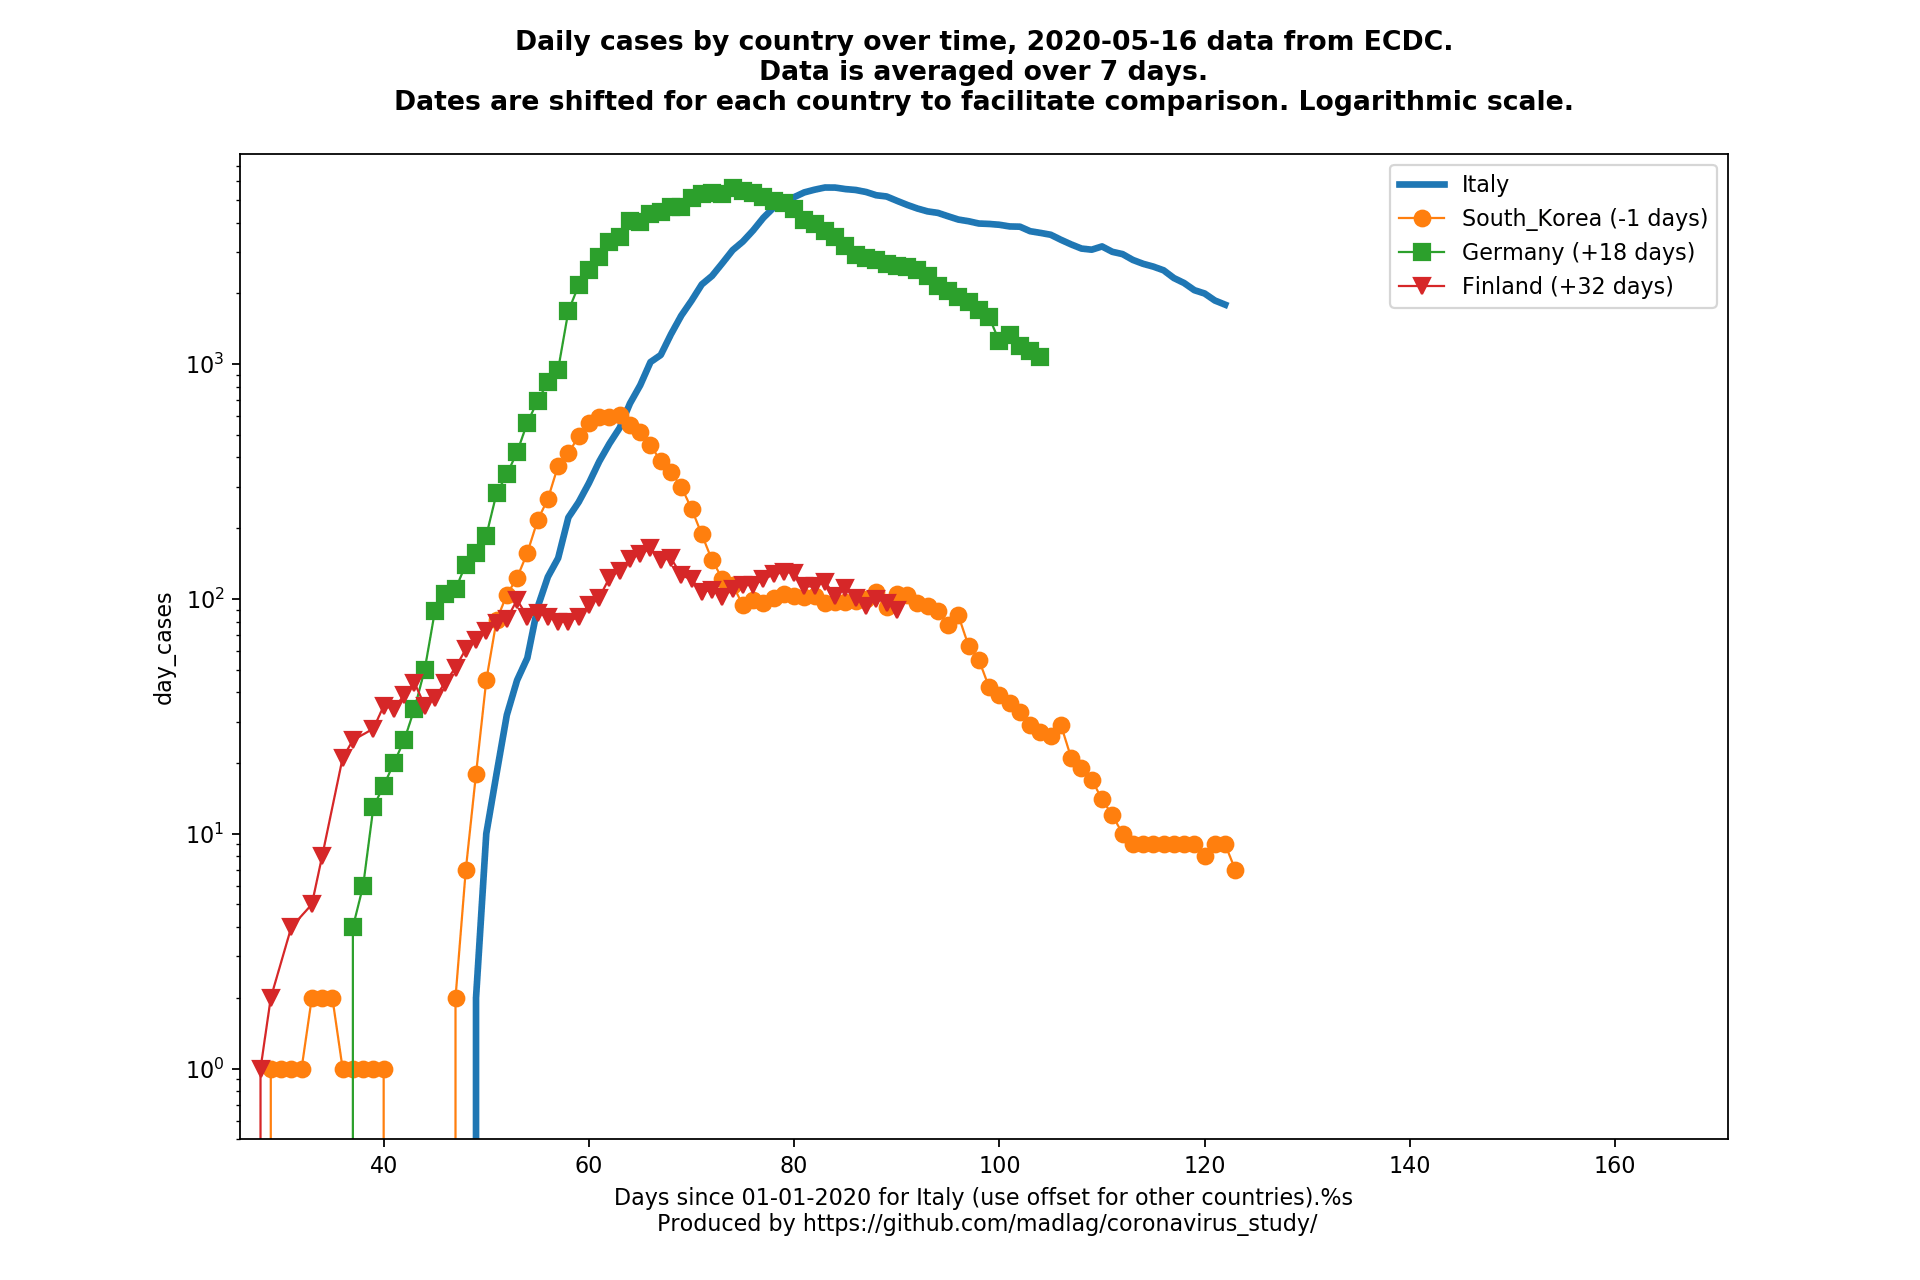 Daily cases by country over time, 2020-05-16 data from ECDC.
Data is averaged over 7 days.
Dates are shifted for each country to facilitate comparison. Logarithmic scale.
Italy
South_Korea (-1 days)
Germany (+18 days)
Finland (+32 days)
day_cases
10³
10²
10¹
10⁰
40 60 80 100 120 140 160
Days since 01-01-2020 for Italy (use offset for other countries).%s
Produced by https://github.com/madlag/coronavirus_study/